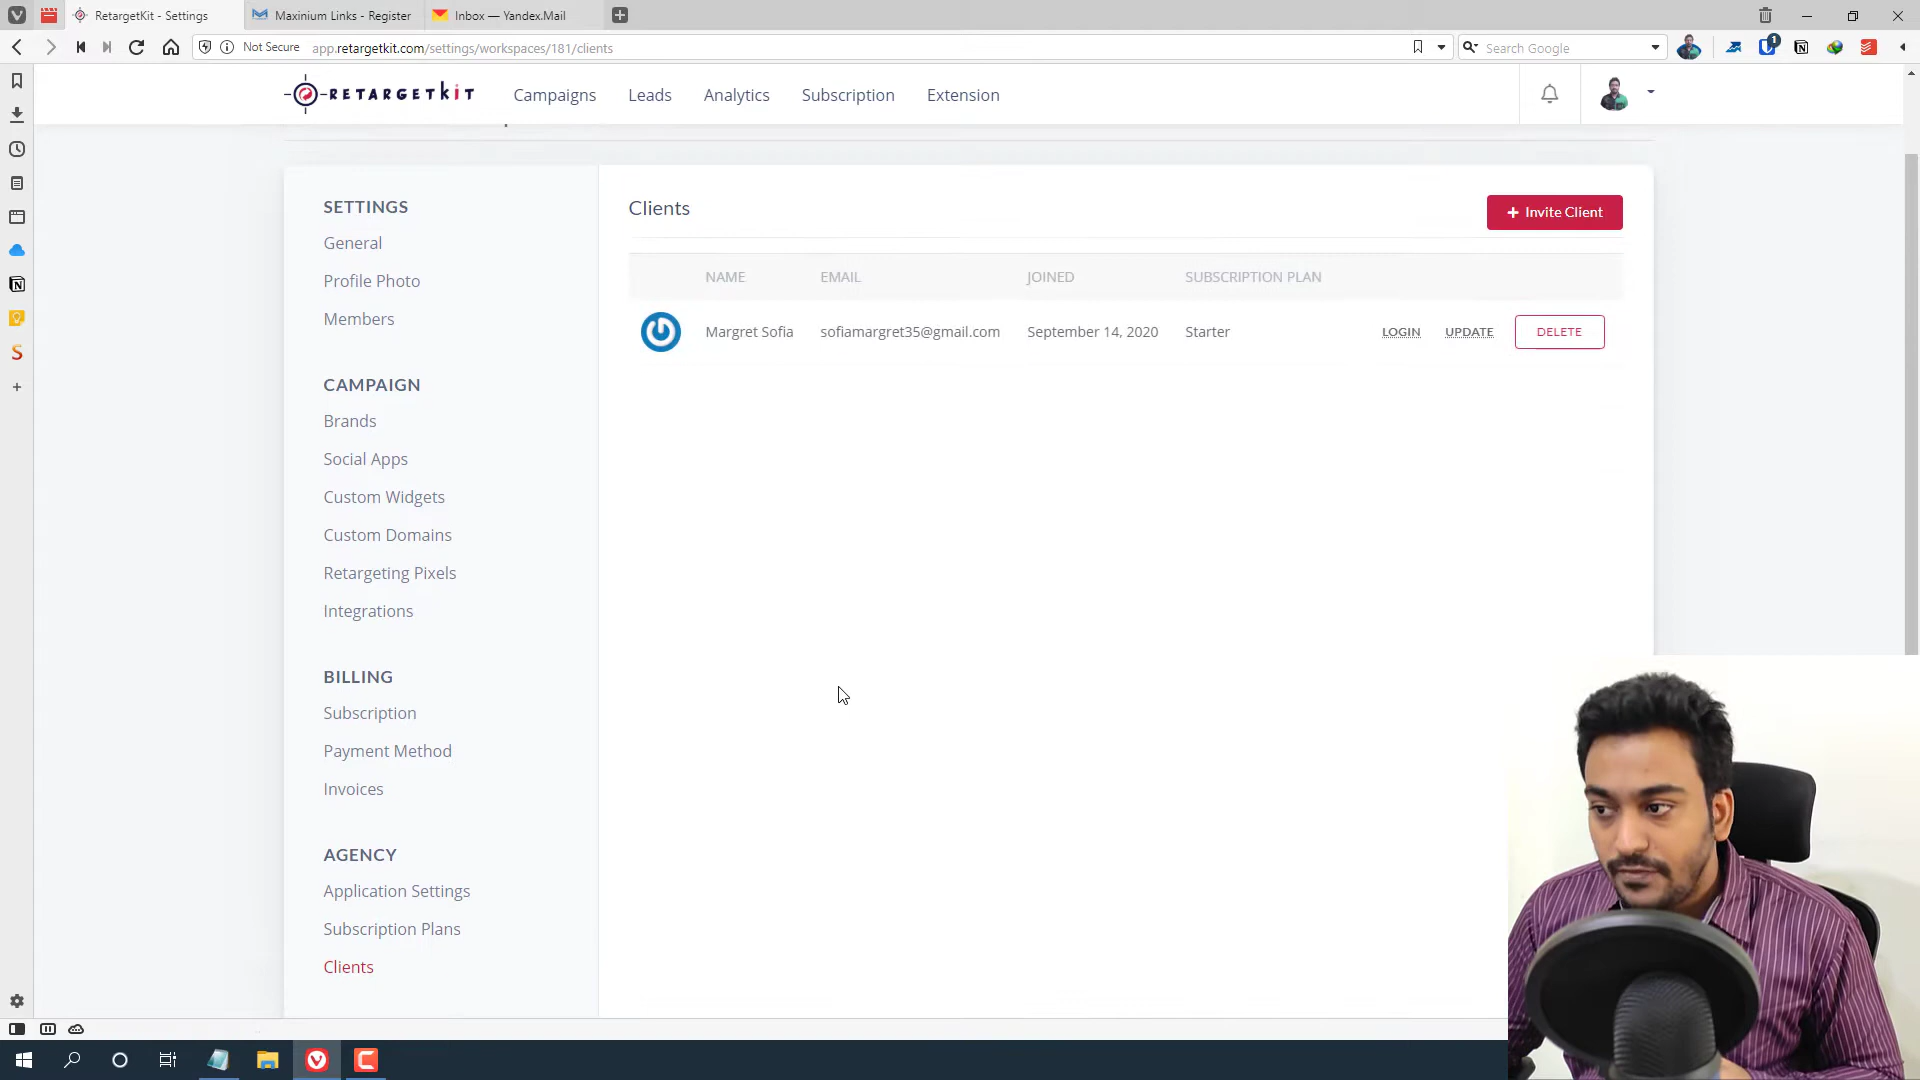 RetargetKit - Settings
Maxinium Links - Register
Inbox — Yandex.Mail
Not Secure
app.retargetkit.com/settings/workspaces/181/clients
Search Google
1
RETARGETKIT
Campaigns
Leads
Analytics
Subscription
Extension
SETTINGS
General
Profile Photo
Members
CAMPAIGN
Brands
Social Apps
Custom Widgets
Custom Domains
Retargeting Pixels
Integrations
BILLING
Subscription
Payment Method
Invoices
AGENCY
Application Settings
Subscription Plans
Clients
Clients
+ Invite Client
NAME EMAIL JOINED SUBSCRIPTION PLAN
Margret Sofia sofiamargret35@gmail.com September 14, 2020 Starter LOGIN UPDATE DELETE